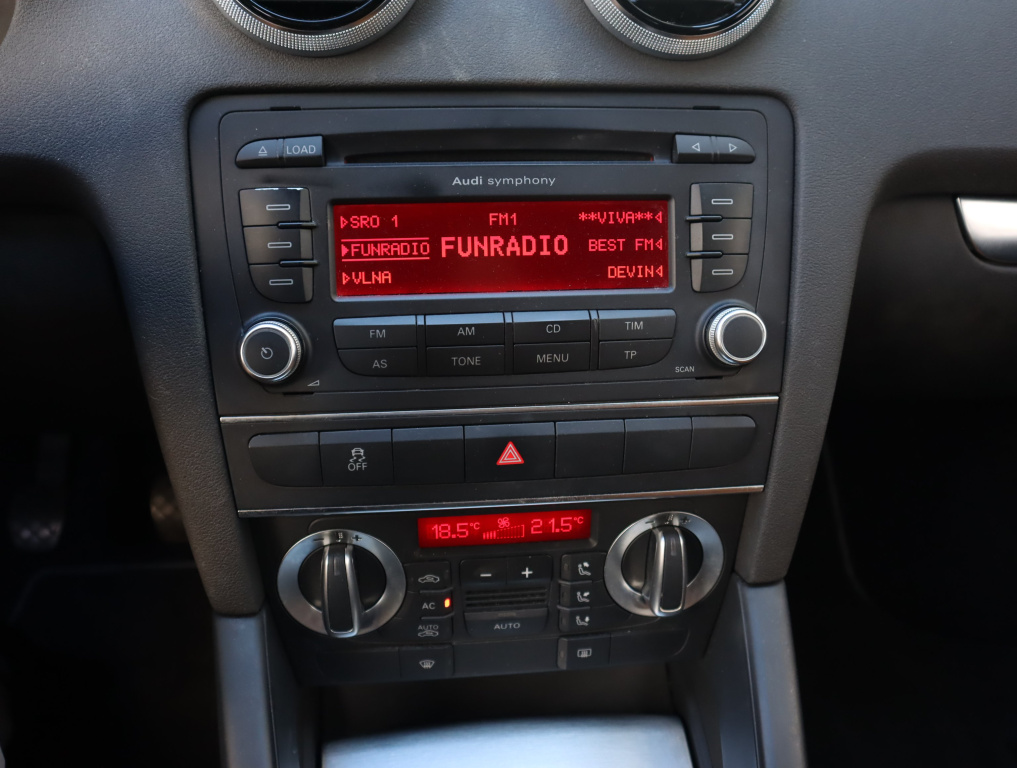 LOAD
Audi symphony
SRO 1 FM1 **VIVA**
FUNRADIO FUNRADIO BEST FM
VLNA DEVIN
FM AM CD TIM
AS TONE MENU TP
SCAN
OFF
18.5°C 21.5°C
AC
AUTO AUTO